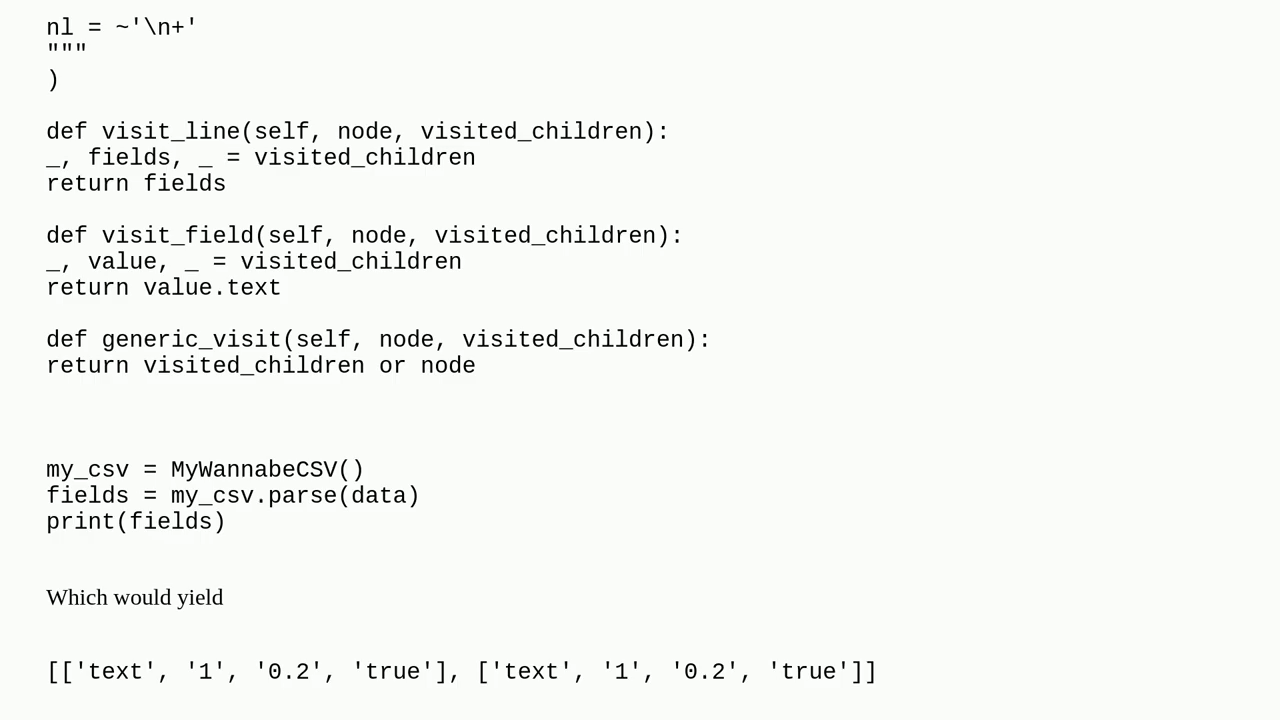 nl = ~'\n+'
"""
)
def visit_line(self, node, visited_children):
_, fields, _ = visited_children
return fields
def visit_field(self, node, visited_children):
_, value, _ = visited_children
return value.text
def generic_visit(self, node, visited_children):
return visited_children or node
my_csv = MyWannabeCSV()
fields = my_csv.parse(data)
print(fields)
Which would yield
[['text', '1', '0.2', 'true'], ['text', '1', '0.2', 'true']]